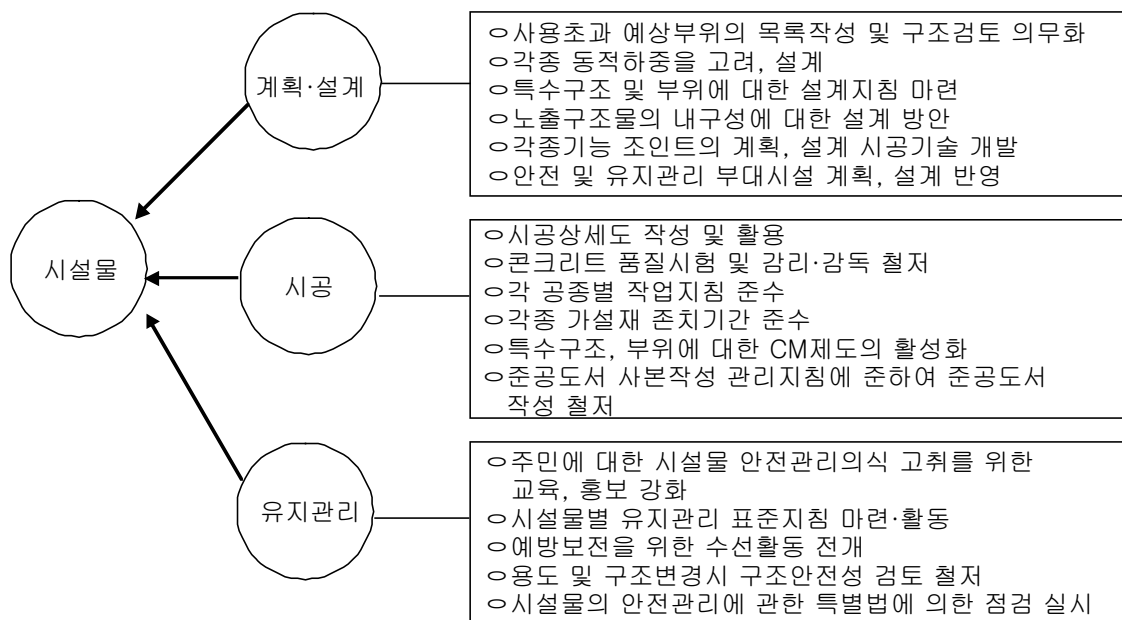 계획·설계
ㅇ사용초과 예상부위의 목록작성 및 구조검토 의무화
ㅇ각종 동적하중을 고려, 설계
ㅇ특수구조 및 부위에 대한 설계지침 마련
ㅇ노출구조물의 내구성에 대한 설계 방안
ㅇ각종기능 조인트의 계획, 설계 시공기술 개발
ㅇ안전 및 유지관리 부대시설 계획, 설계 반영
시설물
시공
ㅇ시공상세도 작성 및 활용
ㅇ콘크리트 품질시험 및 감리·감독 철저
ㅇ각 공종별 작업지침 준수
ㅇ각종 가설재 존치기간 준수
ㅇ특수구조, 부위에 대한 CM제도의 활성화
ㅇ준공도서 사본작성 관리지침에 준하여 준공도서
작성 철저
유지관리
ㅇ주민에 대한 시설물 안전관리의식 고취를 위한
교육, 홍보 강화
ㅇ시설물별 유지관리 표준지침 마련·활동
ㅇ예방보전을 위한 수선활동 전개
ㅇ용도 및 구조변경시 구조안전성 검토 철저
ㅇ시설물의 안전관리에 관한 특별법에 의한 점검 실시